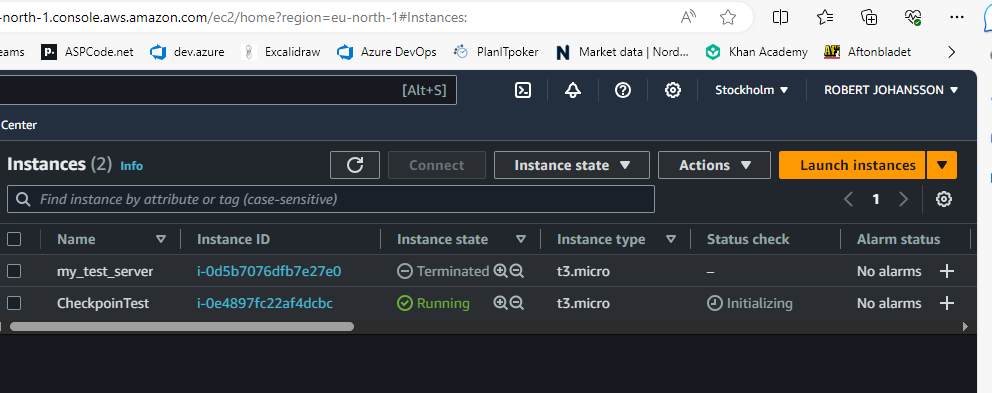 -north-1.console.aws.amazon.com/ec2/home?region=eu-north-1#Instances:
eams ASPCode.net dev.azure Excalidraw Azure DevOps PlanITpoker Market data | Nord... Khan Academy Aftonbladet
[Alt+S] Stockholm ROBERT JOHANSSON
Center
Instances (2) Info Connect Instance state Actions Launch instances
Find instance by attribute or tag (case-sensitive) 1
Name Instance ID Instance state Instance type Status check Alarm status
my_test_server i-0d5b7076dfb7e27e0 Terminated t3.micro – No alarms
CheckpoinTest i-0e4897fc22af4dcbc Running t3.micro Initializing No alarms